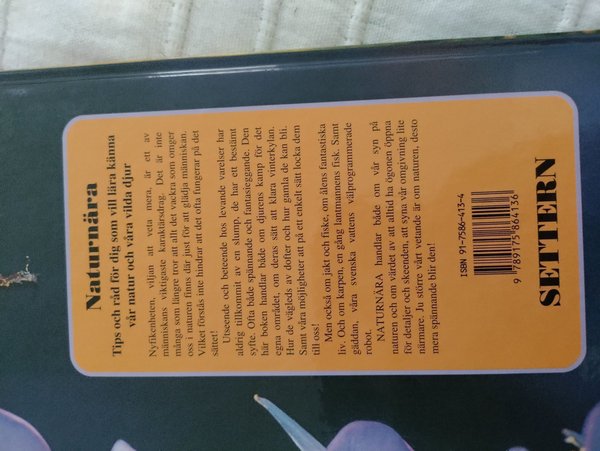 Naturnära
Tips och råd för dig som vill lära känna
vår natur och våra vilda djur
Nyfikenheten, viljan att veta mera, är ett av
människans viktigaste karaktärsdrag. Det är inte
många som längre tror att allt det vackra som omger
oss i naturen finns där just för att glädja människan.
Vilket förstås inte hindrar att det ofta fungerar på det
sättet!
Utseende och beteende hos levande varelser har
aldrig tillkommit av en slump, de har ett bestämt
syfte. Ofta både spännande och fantasieggande. Den
här boken handlar både om djurens kamp för det
egna området, om deras sätt att klara vinterkylan.
Hur de vägleds av dofter och hur gamla de kan bli.
Samt våra möjligheter att på ett enkelt sätt locka dem
till oss!
Men också om jakt och fiske, om ålens fantastiska
liv. Och om karpen, en gång lantmannens fisk. Samt
gäddan, våra svenska vattens välprogrammerade
robot.
NATURNÄRA handlar både om vår syn på
naturen och om värdet av att alltid ha ögonen öppna
för detaljer och skeenden, att syna vår omgivning lite
närmare. Ju större vårt vetande är om naturen, desto
mera spännande blir den!
ISBN 91-7586-413-4
9 789175 864136
SETTERN